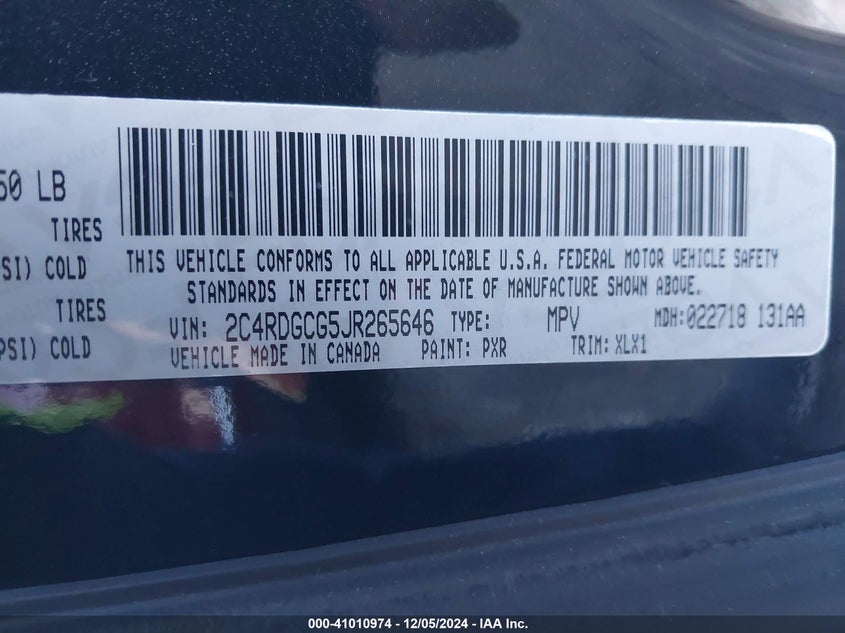 50 LB
TIRES
SI) COLD
TIRES
PSI) COLD
THIS VEHICLE CONFORMS TO ALL APPLICABLE U.S.A. FEDERAL MOTOR VEHICLE SAFETY
STANDARDS IN EFFECT ON THE DATE OF MANUFACTURE SHOWN ABOVE.
VIN: 2C4RDGCG5JR265646 TYPE: MPV MDH:022718 131AA
VEHICLE MADE IN CANADA PAINT: PXR TRIM: XLX1
000-41010974 - 12/05/2024 - IAA Inc.